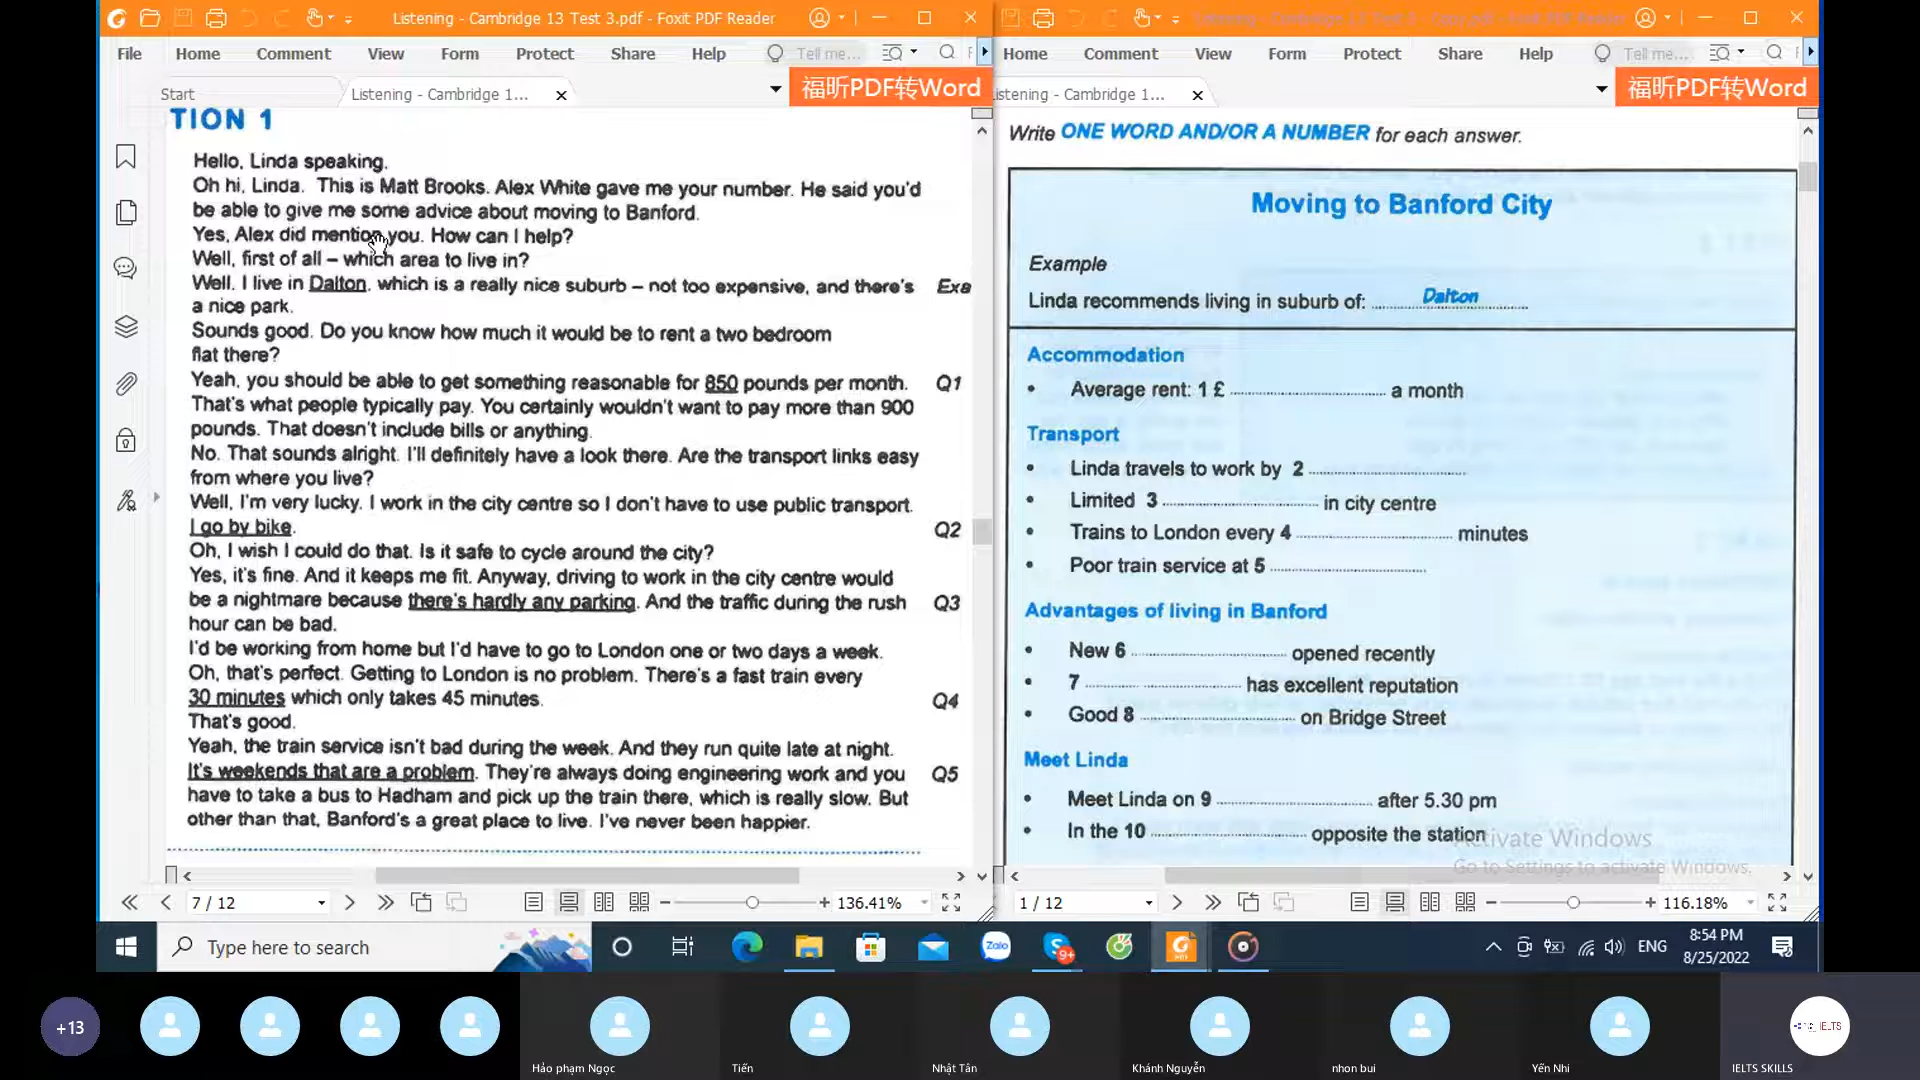 Listening - Cambridge 13 Test 3.pdf - Foxit PDF Reader
File Home Comment View Form Protect Share Help Tell me...
福昕PDF转Word
Start
Listening - Cambridge 1...
TION 1
Hello, Linda speaking.
Oh hi, Linda. This is Matt Brooks. Alex White gave me your number. He said you'd
be able to give me some advice about moving to Banford.
Yes, Alex did mention you. How can I help?
Well, first of all – which area to live in?
Well, I live in Dalton, which is a really nice suburb – not too expensive, and there's Exa
a nice park.
Sounds good. Do you know how much it would be to rent a two bedroom
flat there?
Yeah, you should be able to get something reasonable for 850 pounds per month. Q1
That's what people typically pay. You certainly wouldn't want to pay more than 900
pounds. That doesn't include bills or anything.
No. That sounds alright. I'll definitely have a look there. Are the transport links easy
from where you live?
Well, I'm very lucky. I work in the city centre so I don't have to use public transport.
I go by bike. Q2
Oh, I wish I could do that. Is it safe to cycle around the city?
Yes, it's fine. And it keeps me fit. Anyway, driving to work in the city centre would
be a nightmare because there's hardly any parking. And the traffic during the rush Q3
hour can be bad.
I'd be working from home but I'd have to go to London one or two days a week.
Oh, that's perfect. Getting to London is no problem. There's a fast train every
30 minutes which only takes 45 minutes. Q4
That's good.
Yeah, the train service isn't bad during the week. And they run quite late at night.
It's weekends that are a problem. They're always doing engineering work and you Q5
have to take a bus to Hadham and pick up the train there, which is really slow. But
other than that, Banford's a great place to live. I've never been happier.
7 / 12
136.41%
Listening - Cambridge 13 Test 3 - Copy.pdf - Foxit PDF Reader
Home Comment View Form Protect Share Help Tell me...
福昕PDF转Word
istening - Cambridge 1...
Write ONE WORD AND/OR A NUMBER for each answer.
Moving to Banford City
Example
Linda recommends living in suburb of: Dalton
Accommodation
• Average rent: 1 £ .................... a month
Transport
• Linda travels to work by 2 ....................
• Limited 3 .................... in city centre
• Trains to London every 4 .................... minutes
• Poor train service at 5 ....................
Advantages of living in Banford
• New 6 .................... opened recently
• 7 .................... has excellent reputation
• Good 8 .................... on Bridge Street
Meet Linda
• Meet Linda on 9 .................... after 5.30 pm
• In the 10 .................... opposite the station
Activate Windows
Go to Settings to activate Windows.
1 / 12
116.18%
Type here to search
Zalo
9+
ENG
8:54 PM
8/25/2022
+13
Hảo phạm Ngọc
Tiến
Nhật Tân
Khánh Nguyễn
nhon bui
Yến Nhi
IELTS
IELTS SKILLS